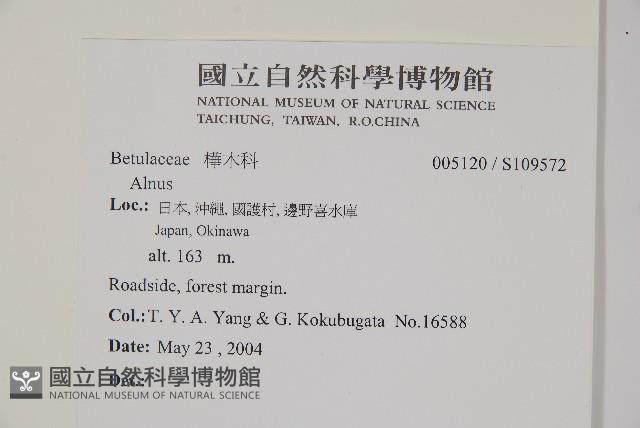 國立自然科學博物館
NATIONAL MUSEUM OF NATURAL SCIENCE
TAICHUNG, TAIWAN, R.O.CHINA
Betulaceae 樺木科 005120 / S109572
Alnus
Loc.: 日本, 沖繩, 國護村, 邊野喜水庫
Japan, Okinawa
alt. 163 m.
Roadside, forest margin.
Col.: T. Y. A. Yang & G. Kokubugata No.16588
Date: May 23 , 2004
Det.:
國立自然科學博物館
NATIONAL MUSEUM OF NATURAL SCIENCE